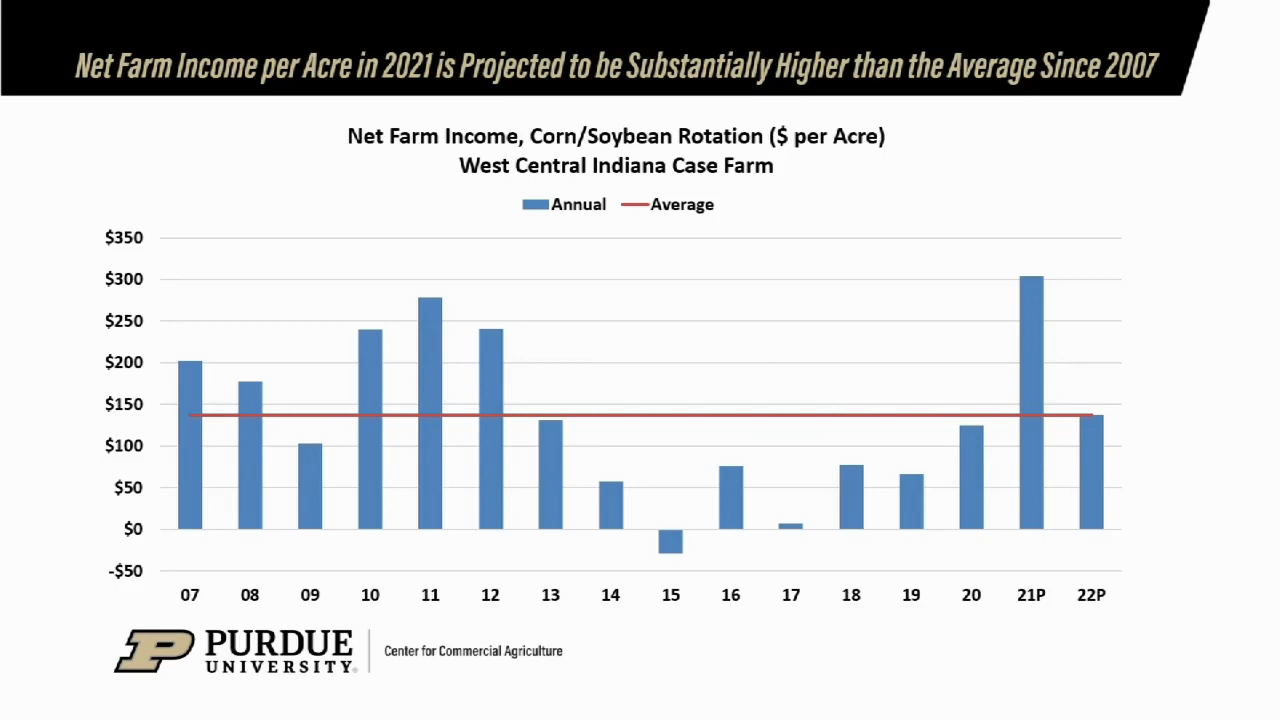 Net Farm Income per Acre in 2021 is Projected to be Substantially Higher than the Average Since 2007
Net Farm Income, Corn/Soybean Rotation ($ per Acre)
West Central Indiana Case Farm
Annual Average
$350
$300
$250
$200
$150
$100
$50
$0
-$50
07 08 09 10 11 12 13 14 15 16 17 18 19 20 21P 22P
P PURDUE
UNIVERSITY®
Center for Commercial Agriculture